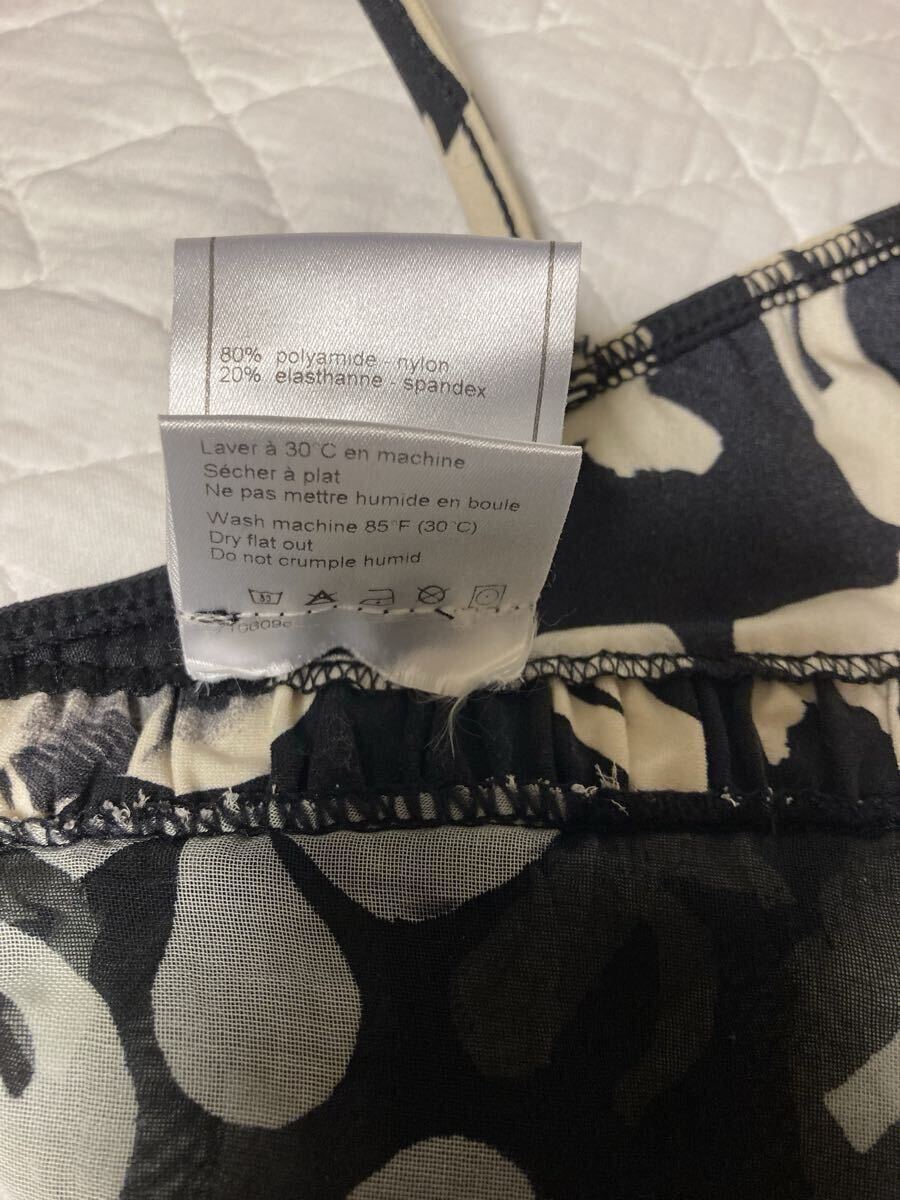 80% polyamide - nylon
20% elasthanne - spandex
Laver à 30°C en machine
Sécher à plat
Ne pas mettre humide en boule
Wash machine 85°F (30°C)
Dry flat out
Do not crumple humid